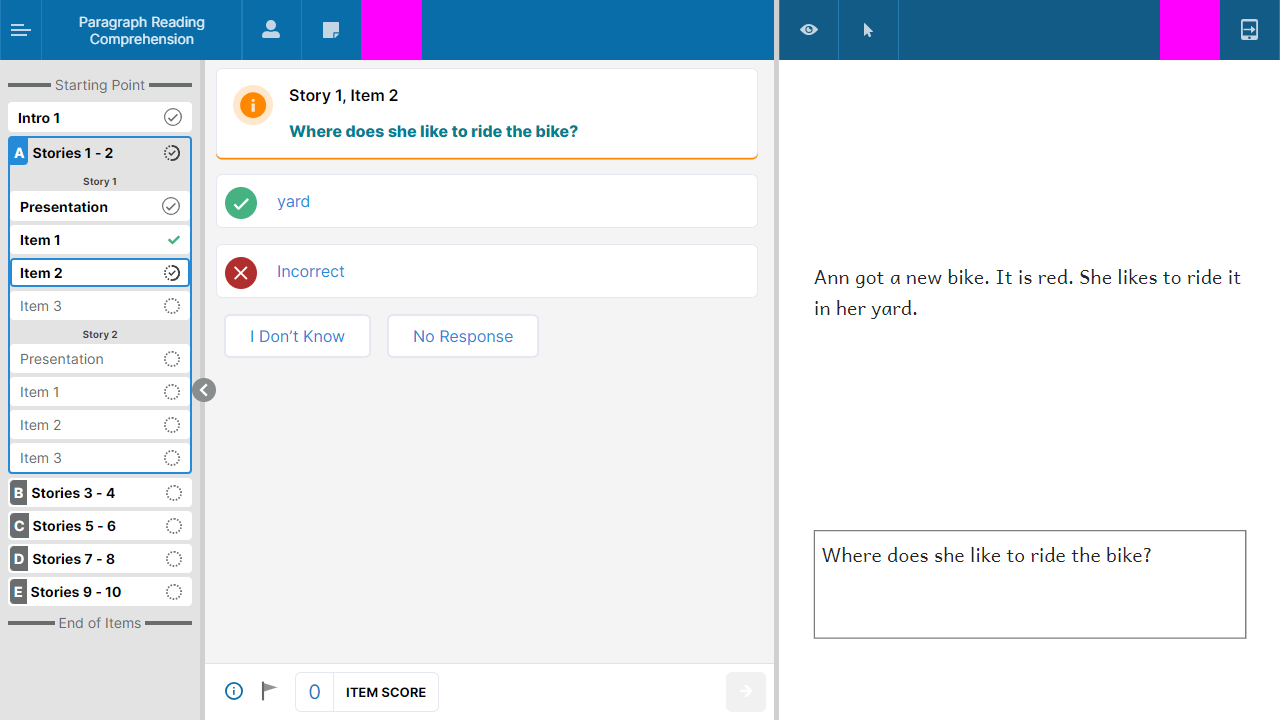 Paragraph Reading
Comprehension
Starting Point
Intro 1
A Stories 1 - 2
Story 1
Presentation
Item 1
Item 2
Item 3
Story 2
Presentation
Item 1
Item 2
Item 3
B Stories 3 - 4
C Stories 5 - 6
D Stories 7 - 8
E Stories 9 - 10
End of Items
Story 1, Item 2
Where does she like to ride the bike?
yard
Incorrect
I Don’t Know
No Response
0 ITEM SCORE
Ann got a new bike. It is red. She likes to ride it
in her yard.
Where does she like to ride the bike?